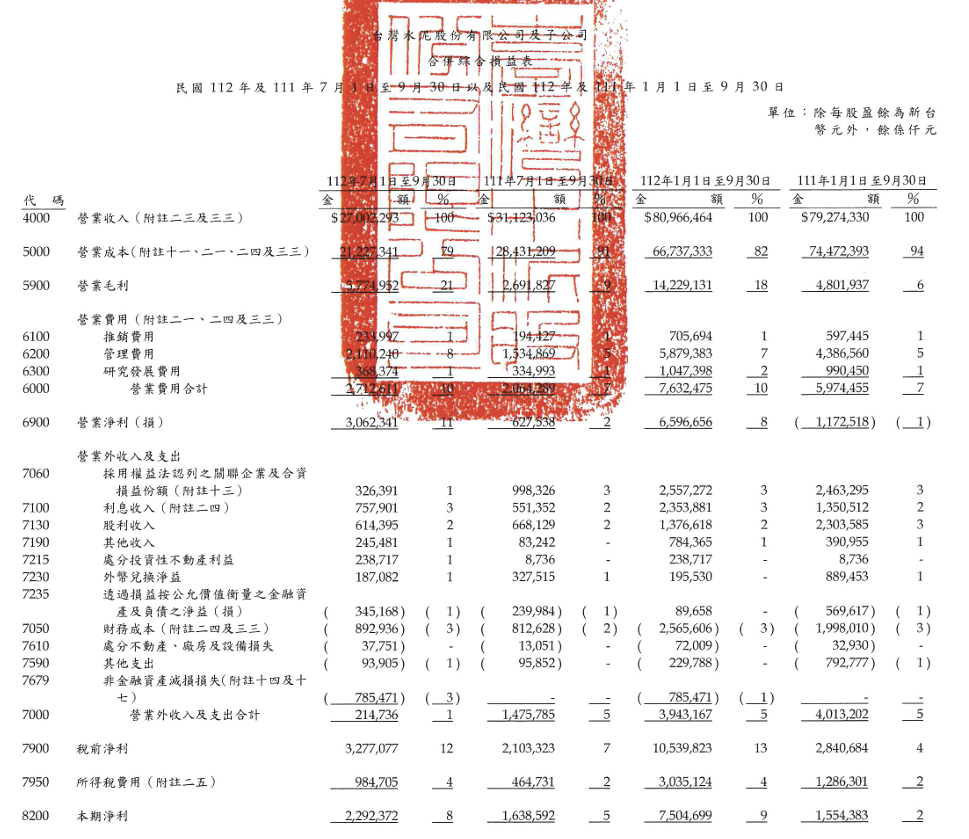 台灣水泥股份有限公司及子公司
合併綜合損益表
民國 112 年及 111 年 7 月 1 日至 9 月 30 日以及民國 112 年及 111 年 1 月 1 日至 9 月 30 日
單位：除每股盈餘為新台
幣元外，餘係仟元
112年7月1日至9月30日 111年7月1日至9月30日 112年1月1日至9月30日 111年1月1日至9月30日
代 碼 金 額 % 金 額 % 金 額 % 金 額 %
4000 營業收入（附註二三及三三） $27,002,293 100 $31,123,036 100 $80,966,464 100 $79,274,330 100
5000 營業成本（附註十一、二一、二四及三三） 21,227,341 79 28,431,209 91 66,737,333 82 74,472,393 94
5900 營業毛利 5,774,952 21 2,691,827 9 14,229,131 18 4,801,937 6
營業費用（附註二一、二四及三三）
6100 推銷費用 233,997 1 194,427 1 705,694 1 597,445 1
6200 管理費用 2,110,240 8 1,534,869 5 5,879,383 7 4,386,560 5
6300 研究發展費用 368,374 1 334,993 1 1,047,398 2 990,450 1
6000 營業費用合計 2,712,611 10 2,064,289 7 7,632,475 10 5,974,455 7
6900 營業淨利（損） 3,062,341 11 627,538 2 6,596,656 8 ( 1,172,518) ( 1)
營業外收入及支出
7060 採用權益法認列之關聯企業及合資
損益份額（附註十三） 326,391 1 998,326 3 2,557,272 3 2,463,295 3
7100 利息收入（附註二四） 757,901 3 551,352 2 2,353,881 3 1,350,512 2
7130 股利收入 614,395 2 668,129 2 1,376,618 2 2,303,585 3
7190 其他收入 245,481 1 83,242 - 784,365 1 390,955 1
7215 處分投資性不動產利益 238,717 1 8,736 - 238,717 - 8,736 -
7230 外幣兌換淨益 187,082 1 327,515 1 195,530 - 889,453 1
7235 透過損益按公允價值衡量之金融資
產及負債之淨益（損） ( 345,168) ( 1) ( 239,984) ( 1) 89,658 - ( 569,617) ( 1)
7050 財務成本（附註二四及三三） ( 892,936) ( 3) ( 812,628) ( 2) ( 2,565,606) ( 3) ( 1,998,010) ( 3)
7610 處分不動產、廠房及設備損失 ( 37,751) - ( 13,051) - ( 72,009) - ( 32,930) -
7590 其他支出 ( 93,905) ( 1) ( 95,852) - ( 229,788) - ( 792,777) ( 1)
7679 非金融資產減損損失（附註十四及十
七） ( 785,471) ( 3) - - ( 785,471) ( 1) - -
7000 營業外收入及支出合計 214,736 1 1,475,785 5 3,943,167 5 4,013,202 5
7900 稅前淨利 3,277,077 12 2,103,323 7 10,539,823 13 2,840,684 4
7950 所得稅費用（附註二五） 984,705 4 464,731 2 3,035,124 4 1,286,301 2
8200 本期淨利 2,292,372 8 1,638,592 5 7,504,699 9 1,554,383 2